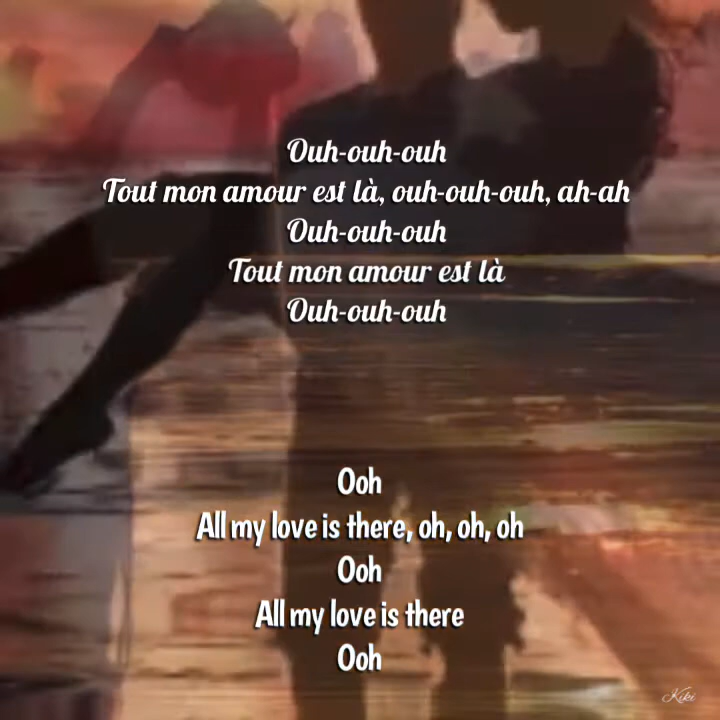 Ouh-ouh-ouh
Tout mon amour est là, ouh-ouh-ouh, ah-ah
Ouh-ouh-ouh
Tout mon amour est là
Ouh-ouh-ouh
Ooh
All my love is there, oh, oh, oh
Ooh
All my love is there
Ooh
Kiki